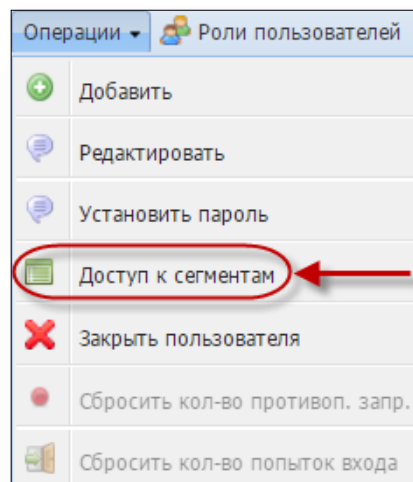 Операции Роли пользователей
Добавить
Редактировать
Установить пароль
Доступ к сегментам
Закрыть пользователя
Сбросить кол-во противоп. запр.
Сбросить кол-во попыток входа